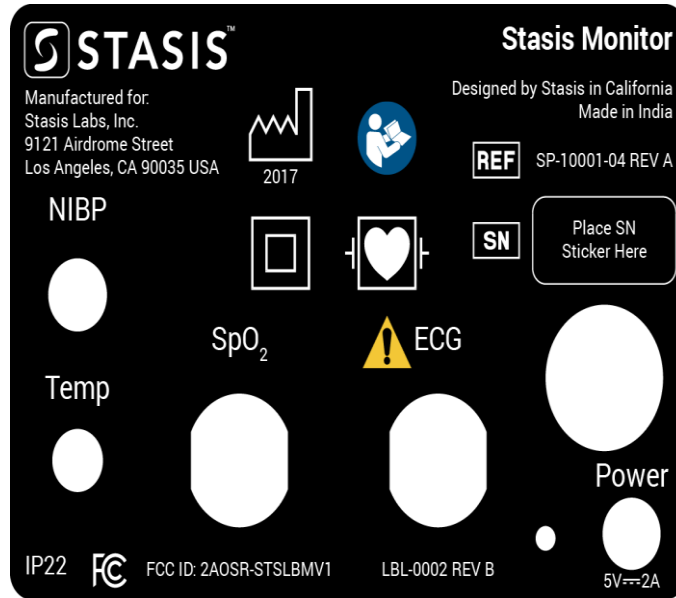 STASIS™
Stasis Monitor
Manufactured for:
Stasis Labs, Inc.
9121 Airdrome Street
Los Angeles, CA 90035 USA
2017
Designed by Stasis in California
Made in India
REF SP-10001-04 REV A
SN
Place SN
Sticker Here
NIBP
SpO₂
ECG
Temp
Power
IP22
FC
FCC ID: 2AOSR-STSLBMV1
LBL-0002 REV B
5V⎓2A